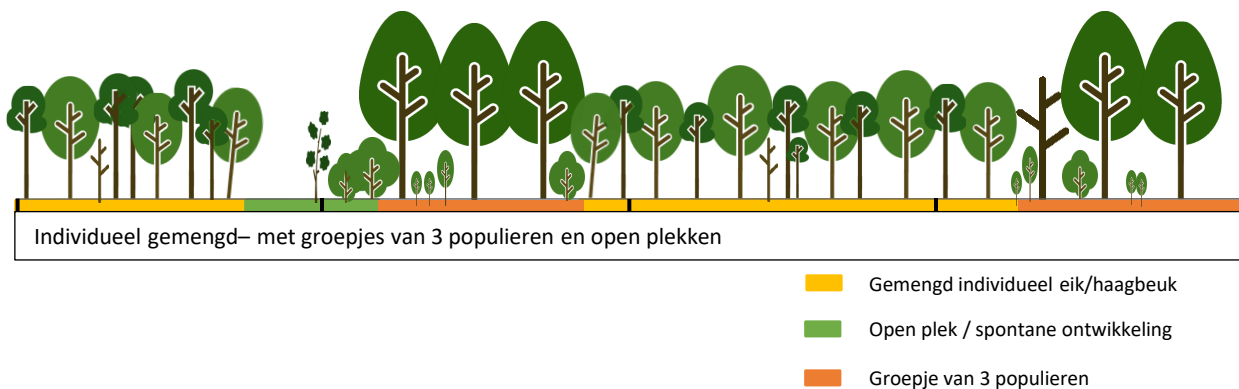 Individueel gemengd– met groepjes van 3 populieren en open plekken
Gemengd individueel eik/haagbeuk
Open plek / spontane ontwikkeling
Groepje van 3 populieren